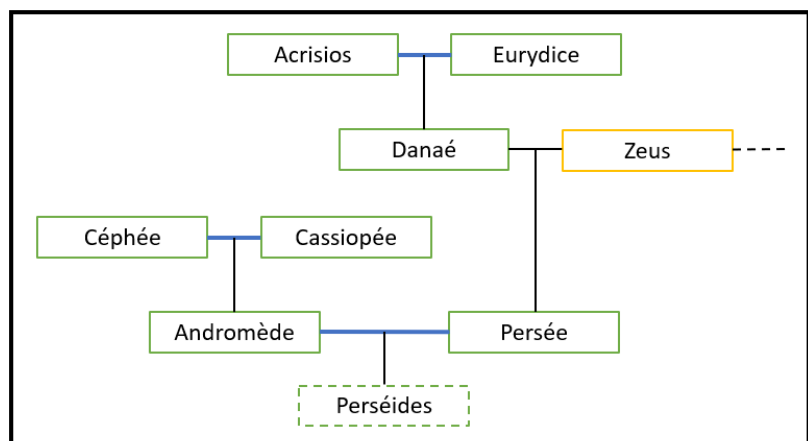 Acrisios
Eurydice
Danaé
Zeus
Céphée
Cassiopée
Andromède
Persée
Perséides